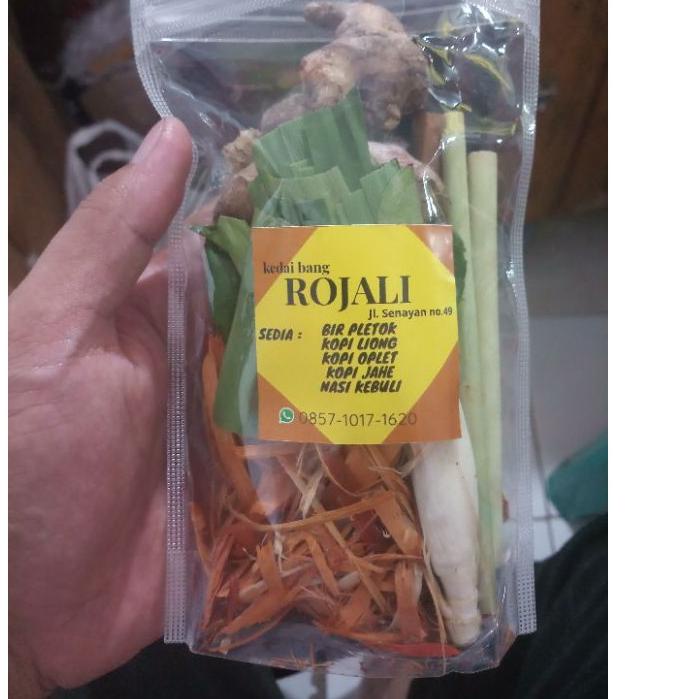 kedai bang
ROJALI
Jl. Senayan no.49
SEDIA : BIR PLETOK
KOPI LIONG
KOPI OPLET
KOPI JAHE
NASI KEBULI
0857-1017-1620